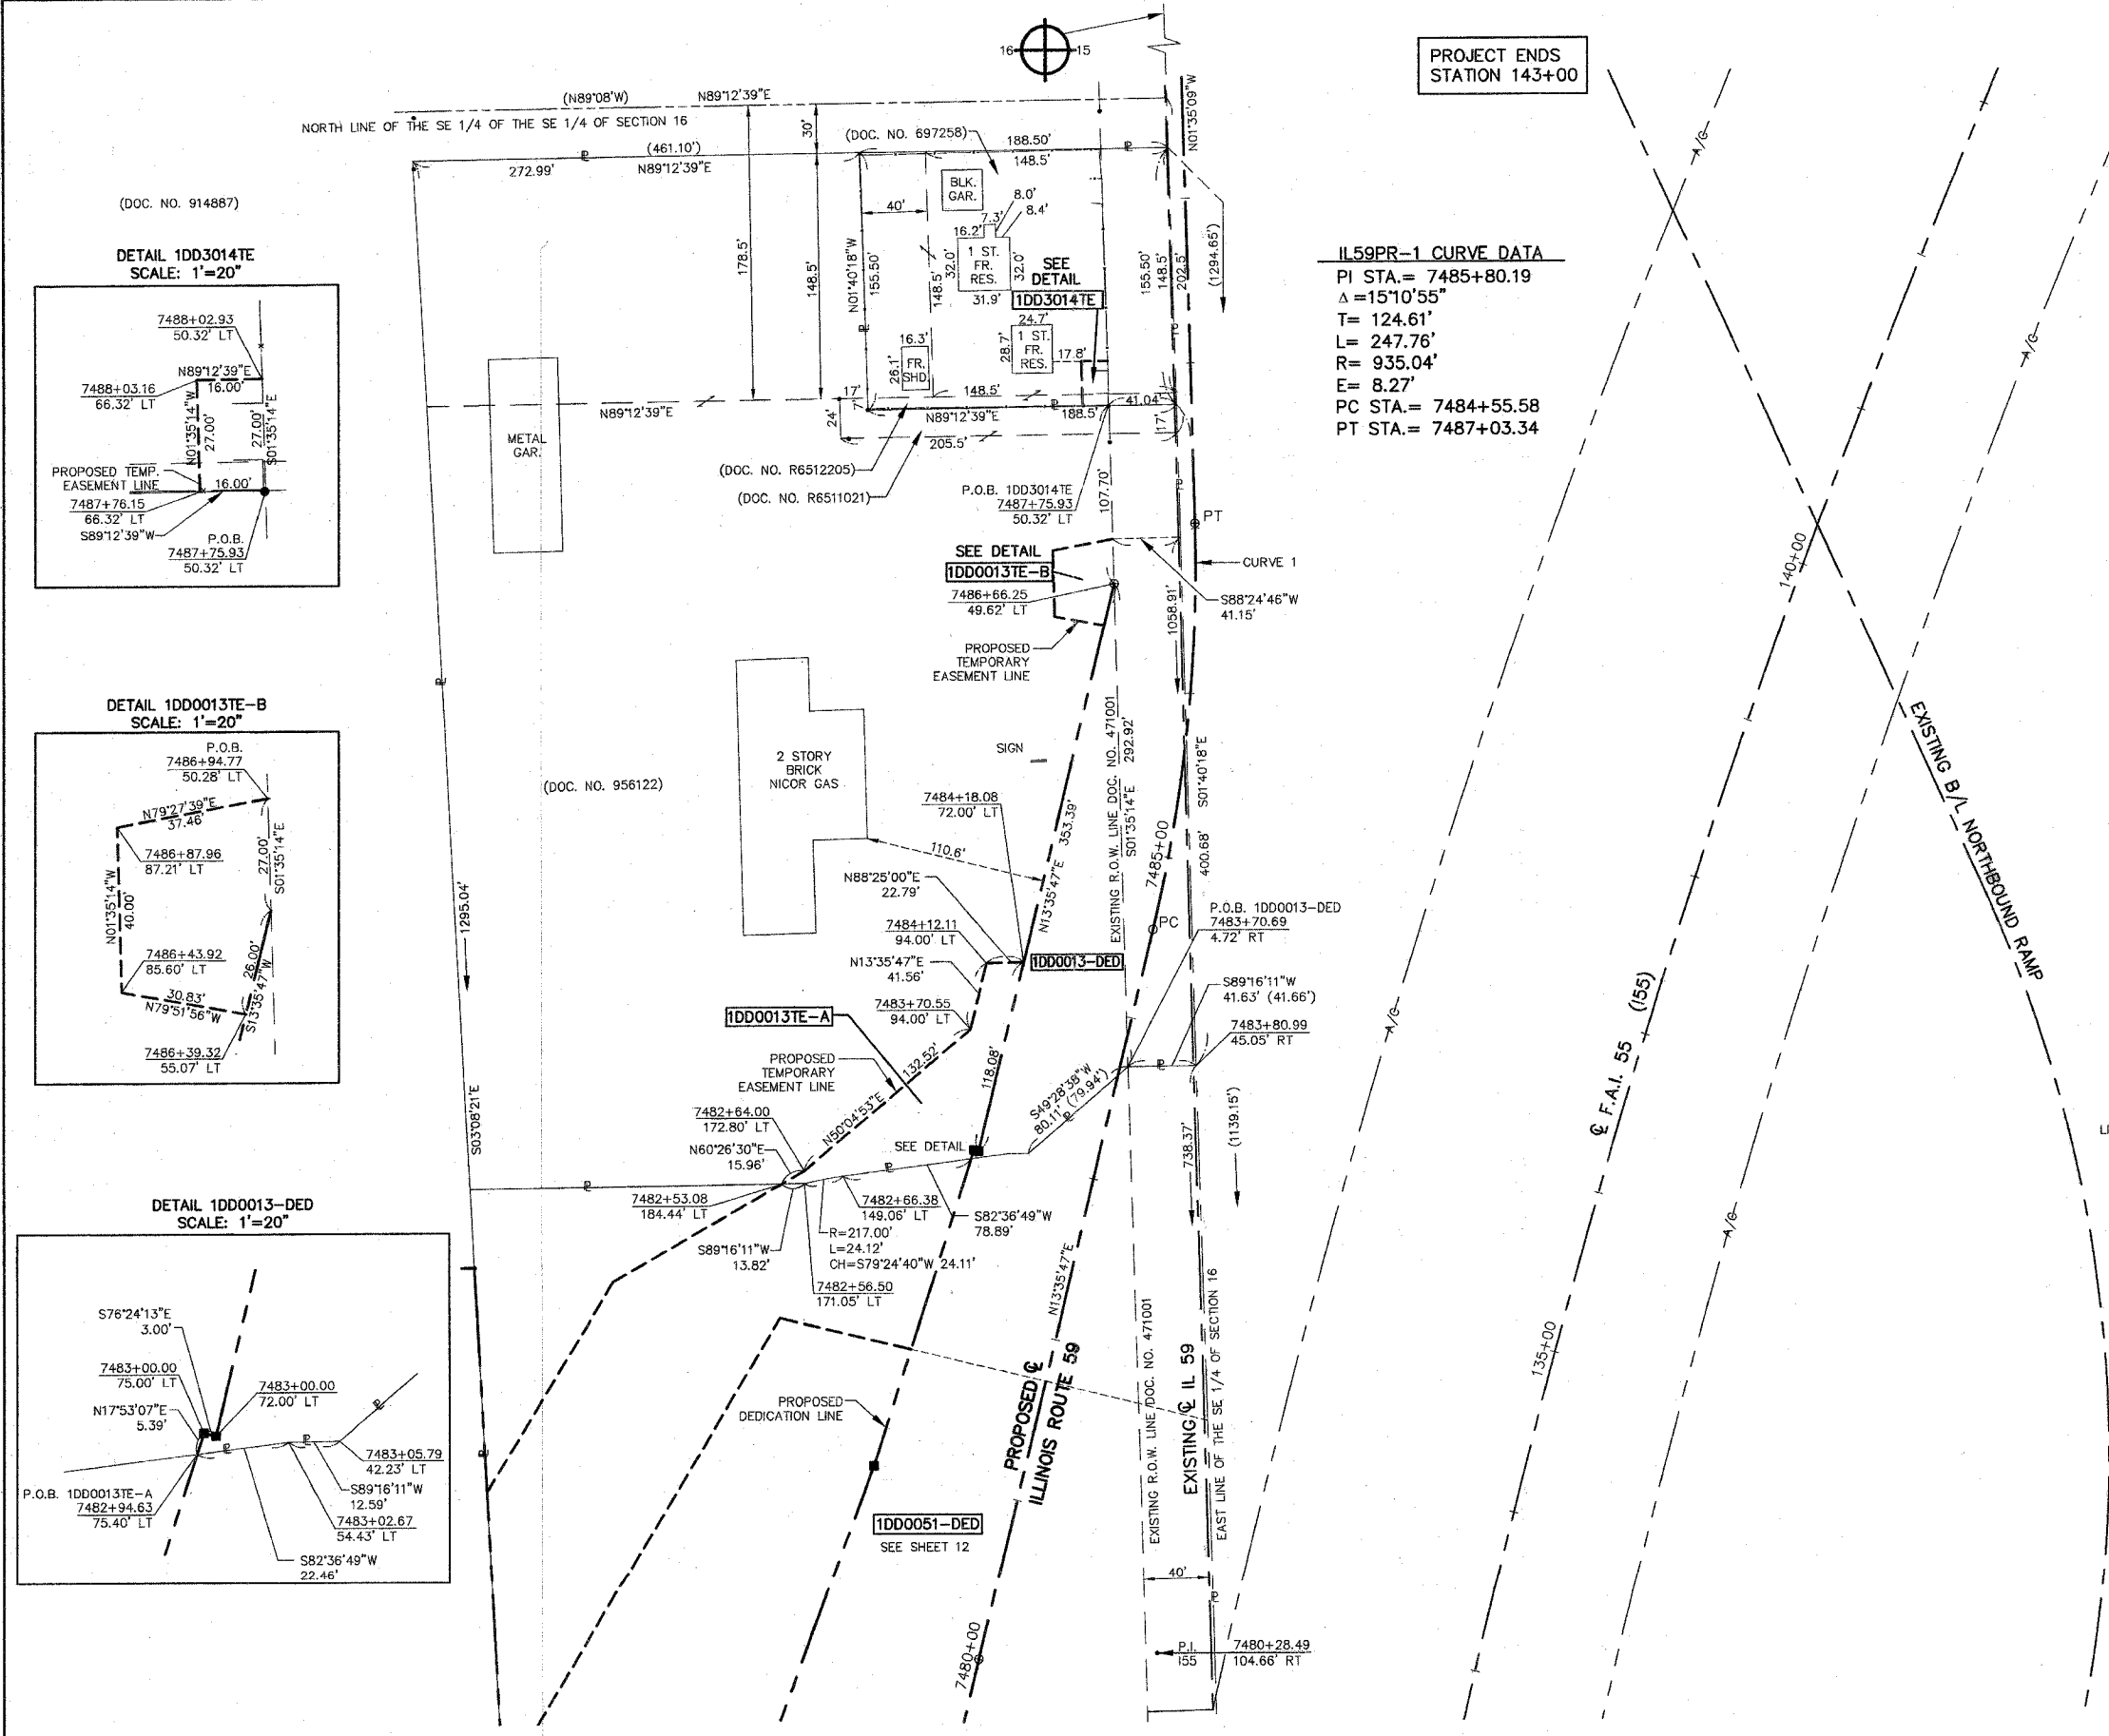 16
15
PROJECT ENDS
STATION 143+00
(N89°08'W)
N89°12'39"E
NORTH LINE OF THE SE 1/4 OF THE SE 1/4 OF SECTION 16
30'
(DOC. NO. 697258)
188.50'
148.5'
N01°35'09"W
(461.10')
272.99'
N89°12'39"E
(DOC. NO. 914887)
BLK.
GAR.
8.0'
8.4'
7.3'
16.2'
40'
1 ST.
FR.
RES.
32.0'
32.0'
31.9'
178.5'
148.5'
N01°40'18"W
155.50'
148.5'
SEE
DETAIL
1DD3014TE
155.50'
148.5'
202.5'
(1294.65')
24.7'
1 ST.
FR.
RES.
28.7'
17.8'
16.3'
FR.
SHD.
26.1'
METAL
GAR.
N89°12'39"E
17'
7'
24'
148.5'
N89°12'39"E
188.5'
41.04'
17'
205.5'
(DOC. NO. R6512205)
(DOC. NO. R6511021)
IL59PR-1 CURVE DATA
PI STA.= 7485+80.19
Δ =15°10'55"
T= 124.61'
L= 247.76'
R= 935.04'
E= 8.27'
PC STA.= 7484+55.58
PT STA.= 7487+03.34
DETAIL 1DD3014TE
SCALE: 1'=20"
7488+02.93
50.32' LT
N89°12'39"E
16.00'
7488+03.16
66.32' LT
N01°35'14"W
27.00'
27.00'
S01°35'14"E
PROPOSED TEMP.
EASEMENT LINE
16.00'
7487+76.15
66.32' LT
S89°12'39"W
P.O.B.
7487+75.93
50.32' LT
P.O.B. 1DD3014TE
7487+75.93
50.32' LT
107.70'
PT
CURVE 1
SEE DETAIL
1DD0013TE-B
7486+66.25
49.62' LT
S88°24'46"W
41.15'
1058.91'
PROPOSED
TEMPORARY
EASEMENT LINE
DETAIL 1DD0013TE-B
SCALE: 1'=20"
P.O.B.
7486+94.77
50.28' LT
N79°27'39"E
37.46'
7486+87.96
87.21' LT
27.00'
S01°35'14"E
N01°35'14"W
40.00'
7486+43.92
85.60' LT
30.83'
N79°51'56"W
26.00'
S13°35'47"W
7486+39.32
55.07' LT
2 STORY
BRICK
NICOR GAS
SIGN
(DOC. NO. 956122)
7484+18.08
72.00' LT
110.6'
N13°35'47"E 353.39'
EXISTING R.O.W. LINE DOC. NO. 471001
S01°35'14"E
292.92'
S01°40'18"E
400.68'
7485+00
PC
N88°25'00"E
22.79'
7484+12.11
94.00' LT
N13°35'47"E
41.56'
7483+70.55
94.00' LT
1DD0013-DED
P.O.B. 1DD0013-DED
7483+70.69
4.72' RT
S89°16'11"W
41.63' (41.66')
7483+80.99
45.05' RT
1295.04'
S03°08'21"E
1DD0013TE-A
PROPOSED
TEMPORARY
EASEMENT LINE
132.52'
N50°04'53"E
118.08'
S49°28'38"W
80.11' (79.94')
738.37'
(1139.15')
7482+64.00
172.80' LT
SEE DETAIL
N60°26'30"E
15.96'
7482+53.08
184.44' LT
7482+66.38
149.06' LT
S82°36'49"W
78.89'
S89°16'11"W
13.82'
R=217.00'
L=24.12'
CH=S79°24'40"W 24.11'
7482+56.50
171.05' LT
DETAIL 1DD0013-DED
SCALE: 1'=20"
S76°24'13"E
3.00'
7483+00.00
75.00' LT
7483+00.00
72.00' LT
N17°53'07"E
5.39'
7483+05.79
42.23' LT
S89°16'11"W
12.59'
P.O.B. 1DD0013TE-A
7482+94.63
75.40' LT
7483+02.67
54.43' LT
S82°36'49"W
22.46'
PROPOSED
DEDICATION LINE
N13°35'47"E
PROPOSED ℄
ILLINOIS ROUTE 59
1DD0051-DED
SEE SHEET 12
EXISTING R.O.W. LINE DOC. NO. 471001
EXISTING ℄ IL 59
EAST LINE OF THE SE 1/4 OF SECTION 16
40'
7480+00
P.I.
I55
7480+28.49
104.66' RT
A/C
A/C
A/C
A/C
140+00
℄ F.A.I. 55 (I55)
135+00
EXISTING B/L NORTHBOUND RAMP